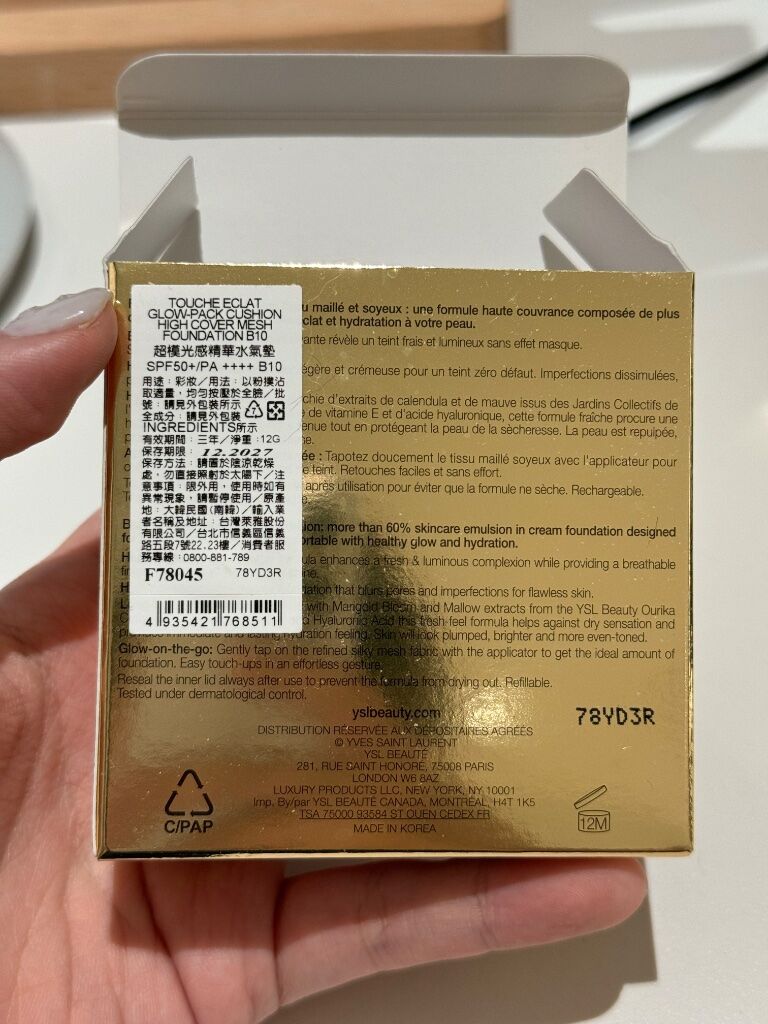 TOUCHE ECLAT
GLOW-PACK CUSHION
HIGH COVER MESH
FOUNDATION B10
超模光感精華水氣墊
SPF50+/PA ++++ B10
用途：彩妝／用法：以粉撲沾
取適量，均勻按壓於全臉／批
號：請見外包裝所示
全成分：請見外包裝
INGREDIENTS所示
有效期間：三年／淨重：12G
保存期限：12.2027
保存方法：請置於陰涼乾燥
處，勿直接照射於太陽下／注
意事項：限外用，使用時如有
異常現象，請暫停使用／原產
地：大韓民國(南韓)／輸入業
者名稱及地址：台灣萊雅股份
有限公司／台北市信義區信義
路五段7號22.23樓／消費者服
務專線：0800-881-789
F78045 78YD3R
4 935421 768511
u maillé et soyeux : une formule haute couvrance composée de plus
éclat et hydratation à votre peau.
vante révèle un teint frais et lumineux sans effet masque.
égère et crémeuse pour un teint zéro défaut. Imperfections dissimulées,
chie d'extraits de calendula et de mauve issus des Jardins Collectifs de
e de vitamine E et d'acide hyaluronique, cette formule fraîche procure une
enue tout en protégeant la peau de la sècheresse. La peau est repulpée,
e.
ée : Tapotez doucement le tissu maillé soyeux avec l'applicateur pour
teint. Retouches faciles et sans effort.
après utilisation pour éviter que la formule ne sèche. Rechargeable.
e.
ion: more than 60% skincare emulsion in cream foundation designed
ortable with healthy glow and hydration.
ula enhances a fresh & luminous complexion while providing a breathable
one.
dation that blurs pores and imperfections for flawless skin.
with Marigold Bloom and Mallow extracts from the YSL Beauty Ourika
d Hyaluronic Acid this fresh-feel formula helps against dry sensation and
provides immediate and lasting hydration feeling. Skin will look plumped, brighter and more even-toned.
Glow-on-the-go: Gently tap on the refined silky mesh fabric with the applicator to get the ideal amount of
foundation. Easy touch-ups in an effortless gesture.
Reseal the inner lid always after use to prevent the formula from drying out. Refillable.
Tested under dermatological control.
yslbeauty.com
78YD3R
DISTRIBUTION RÉSERVÉE AUX DÉPOSITAIRES AGRÉÉS
© YVES SAINT LAURENT
YSL BEAUTÉ
281, RUE SAINT HONORÉ, 75008 PARIS
LONDON W6 8AZ
LUXURY PRODUCTS LLC, NEW YORK, NY 10001
Imp. By/par YSL BEAUTÉ CANADA, MONTRÉAL, H4T 1K5
TSA 75000 93584 ST OUEN CEDEX FR
MADE IN KOREA
C/PAP
12M